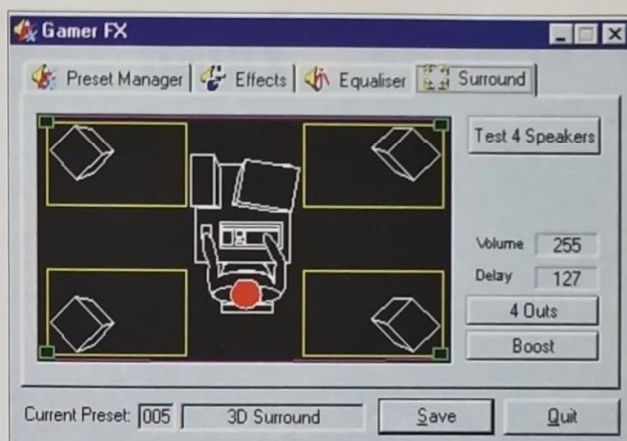 Gamer FX
Preset Manager Effects Equaliser Surround
Test 4 Speakers
Volume 255
Delay 127
4 Outs
Boost
Current Preset: 005 3D Surround Save Quit